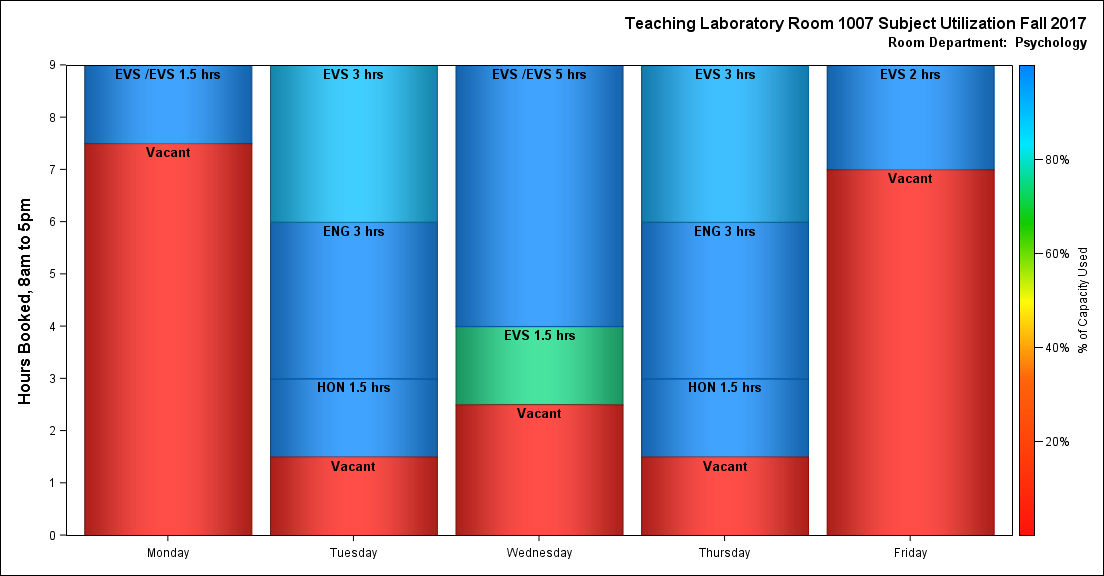 Teaching Laboratory Room 1007 Subject Utilization Fall 2017
Room Department: Psychology
Hours Booked, 8am to 5pm
9
8
7
6
5
4
3
2
1
0
EVS /EVS 1.5 hrs
Vacant
Monday
EVS 3 hrs
ENG 3 hrs
HON 1.5 hrs
Vacant
Tuesday
EVS /EVS 5 hrs
EVS 1.5 hrs
Vacant
Wednesday
EVS 3 hrs
ENG 3 hrs
HON 1.5 hrs
Vacant
Thursday
EVS 2 hrs
Vacant
Friday
80%
60%
40%
20%
% of Capacity Used